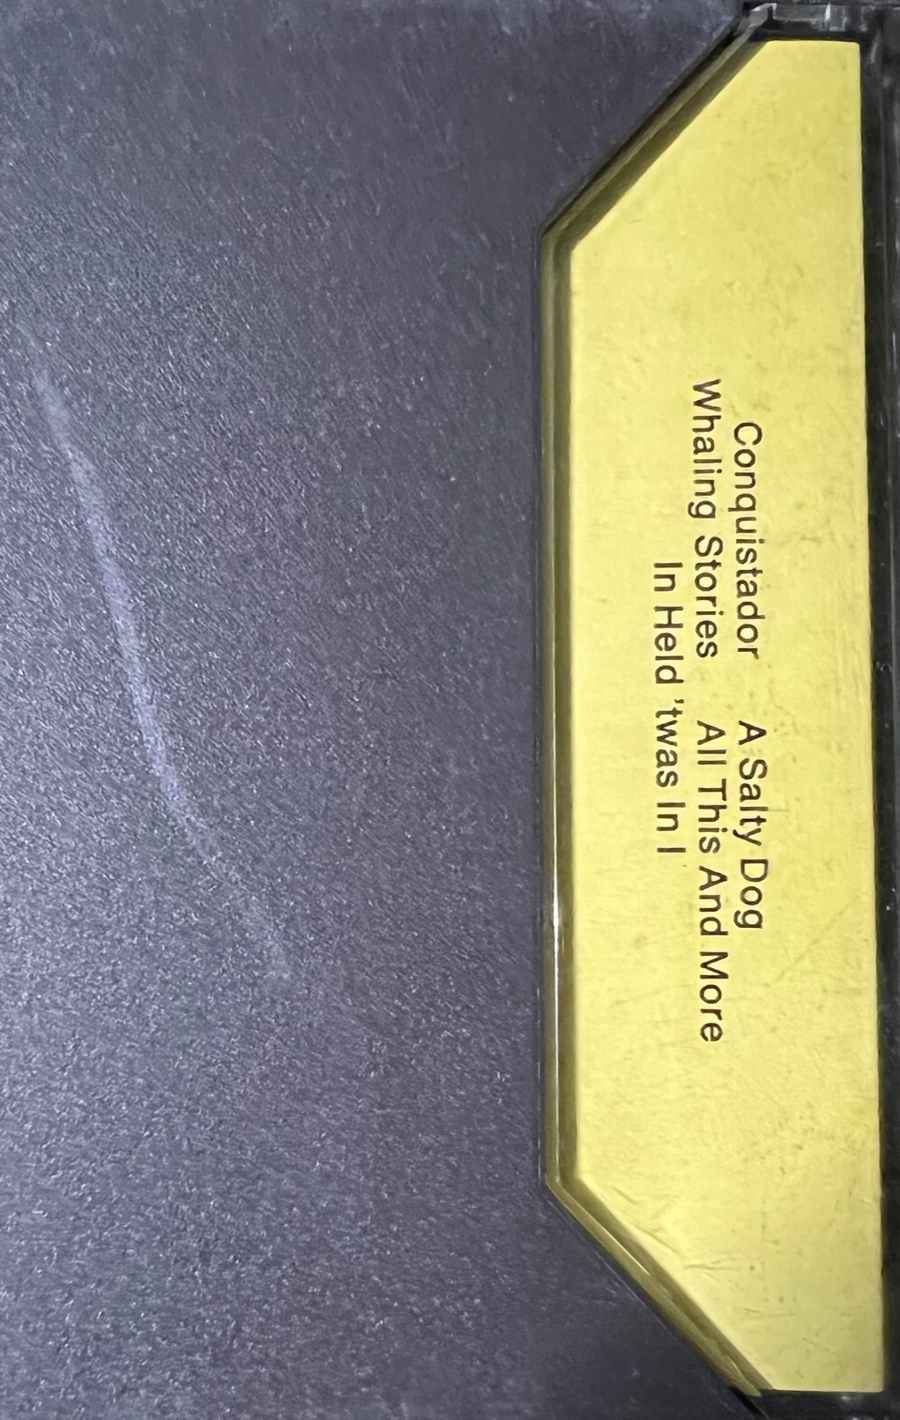 Conquistador A Salty Dog
Whaling Stories All This And More
In Held 'twas In I